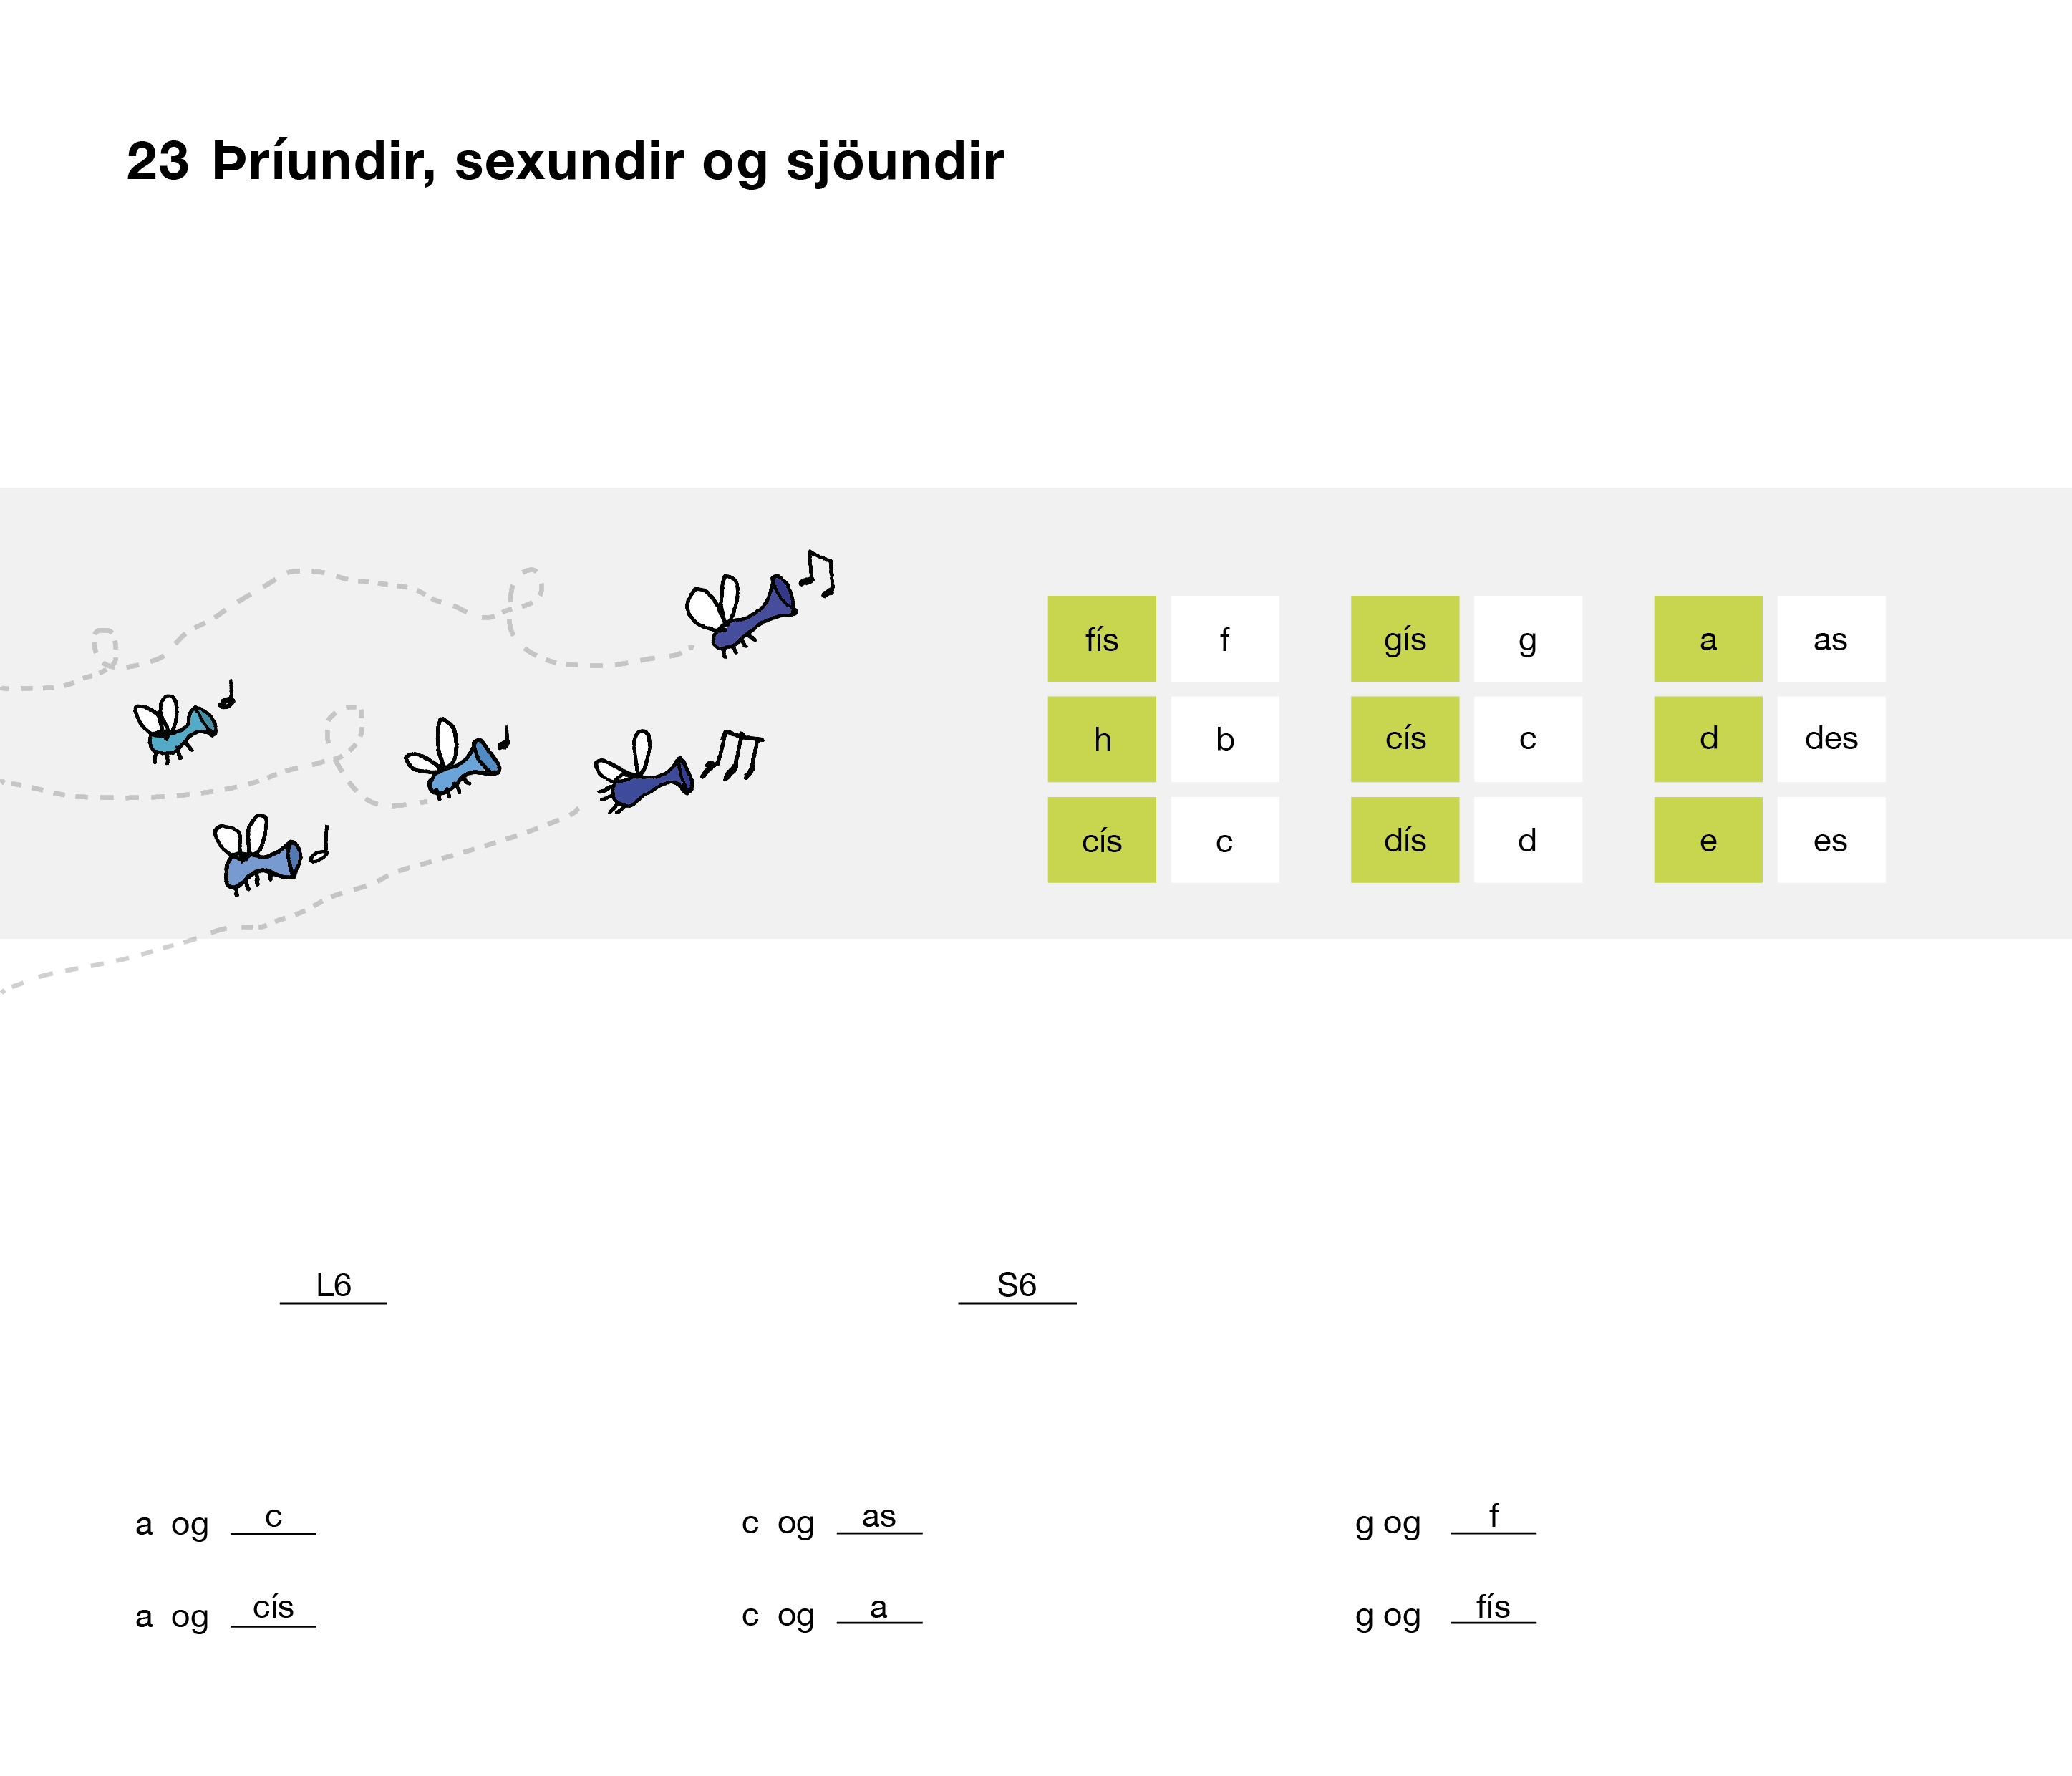 23 Þríundir, sexundir og sjöundir
fís f gís g a as
h b cís c d des
cís c dís d e es
L6 S6
a og c c og as g og f
a og cís c og a g og fís